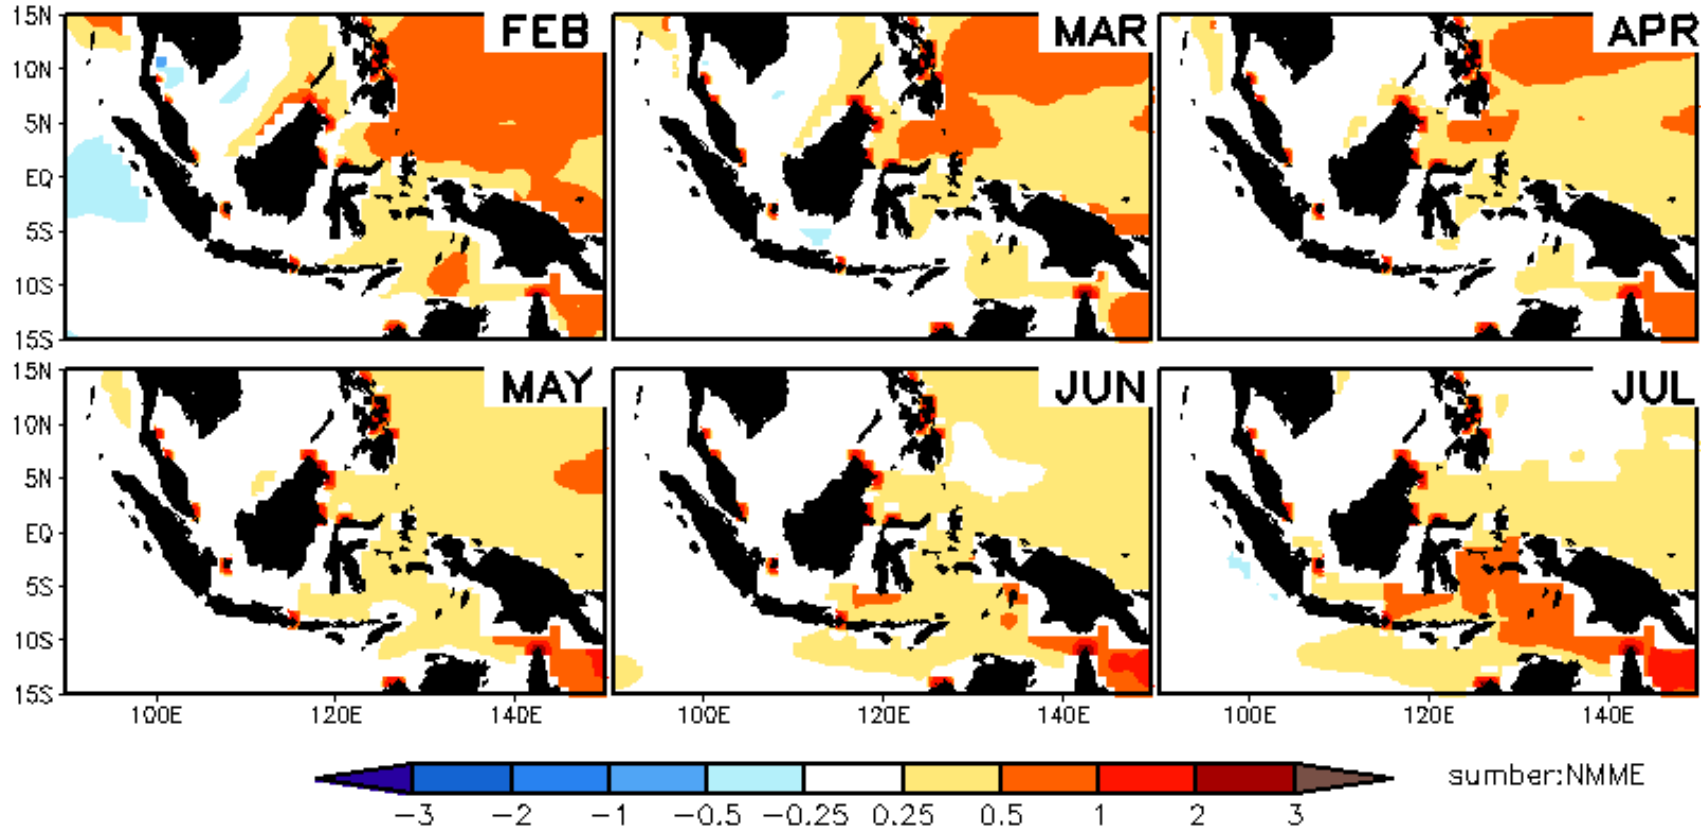 FEB
MAR
APR
15N
10N
5N
EQ
5S
10S
15S
MAY
JUN
JUL
15N
10N
5N
EQ
5S
10S
15S
100E 120E 140E 100E 120E 140E 100E 120E 140E
-3 -2 -1 -0.5 -0.25 0.25 0.5 1 2 3
sumber:NMME